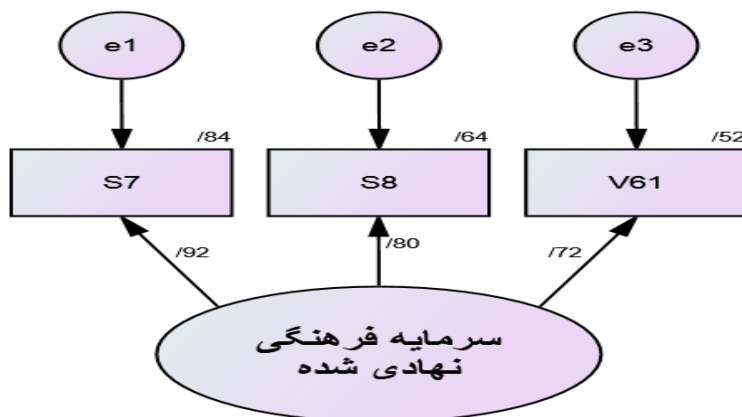 e1
e2
e3
/84
/64
/52
S7
S8
V61
/92
/80
/72
سرمایه فرهنگی
نهادی شده